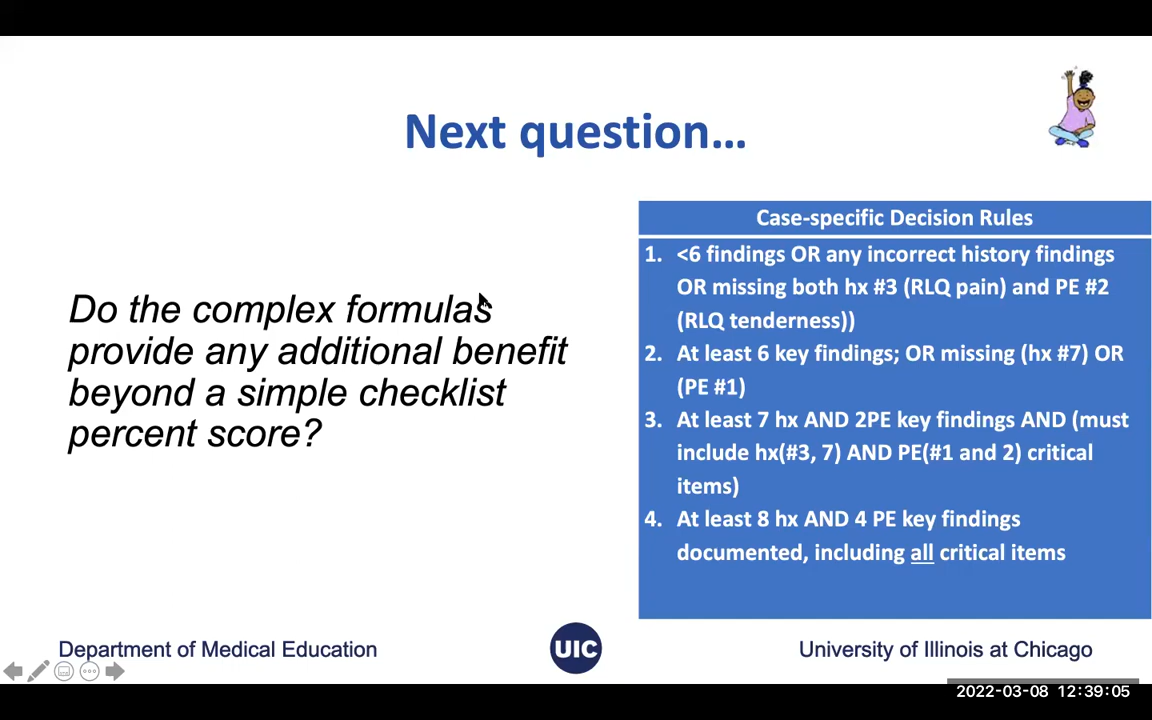 Next question…
Do the complex formulas
provide any additional benefit
beyond a simple checklist
percent score?
Case-specific Decision Rules
1. <6 findings OR any incorrect history findings
OR missing both hx #3 (RLQ pain) and PE #2
(RLQ tenderness))
2. At least 6 key findings; OR missing (hx #7) OR
(PE #1)
3. At least 7 hx AND 2PE key findings AND (must
include hx(#3, 7) AND PE(#1 and 2) critical
items)
4. At least 8 hx AND 4 PE key findings
documented, including all critical items
Department of Medical Education
UIC
University of Illinois at Chicago
2022-03-08 12:39:05